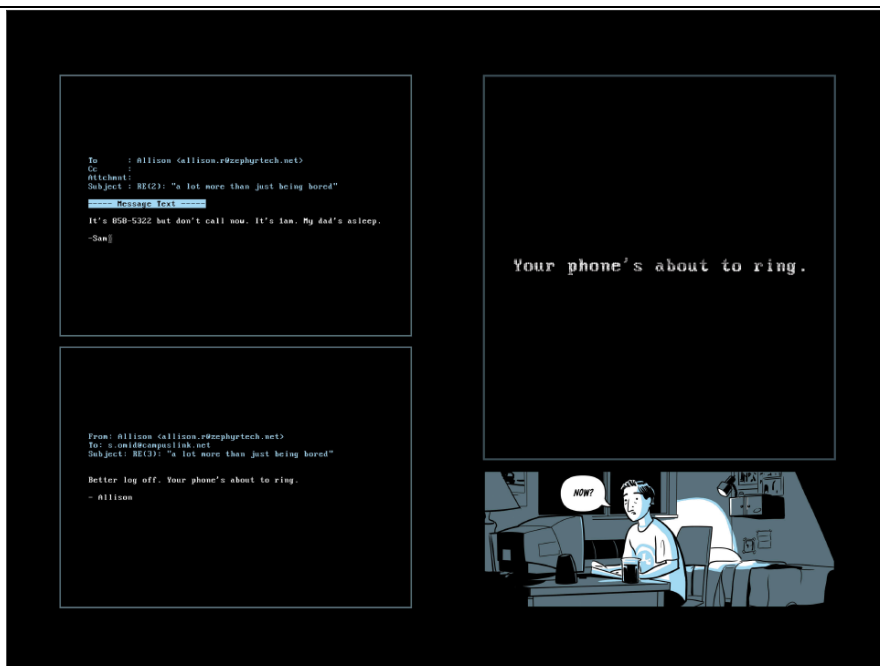 To      : Allison <allison.r@zephyrtech.net>
Cc      :
Attchmnt:
Subject : RE(2): "a lot more than just being bored"
----- Message Text -----
It's 858-5322 but don't call now. It's 1am. My dad's asleep.
-Sam
From: Allison <allison.r@zephyrtech.net>
To: s.omid@campuslink.net
Subject: RE(3): "a lot more than just being bored"
Better log off. Your phone's about to ring.
- Allison
Your phone's about to ring.
NOW?